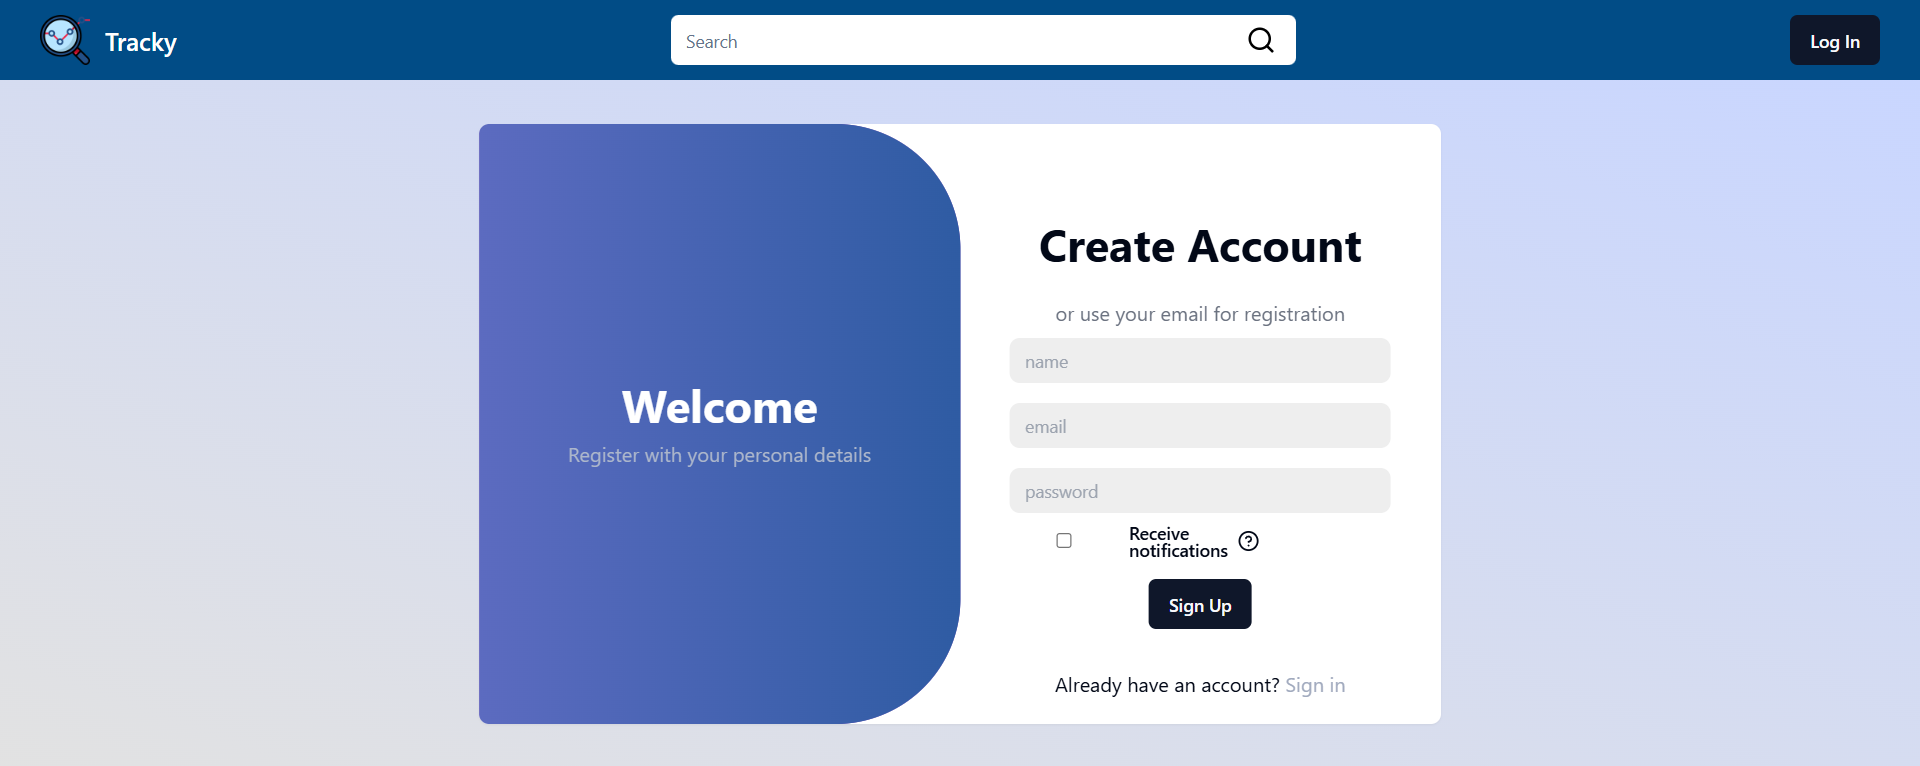 Tracky
Search
Log In
Welcome
Register with your personal details
Create Account
or use your email for registration
name
email
password
Receive
notifications
Sign Up
Already have an account? Sign in